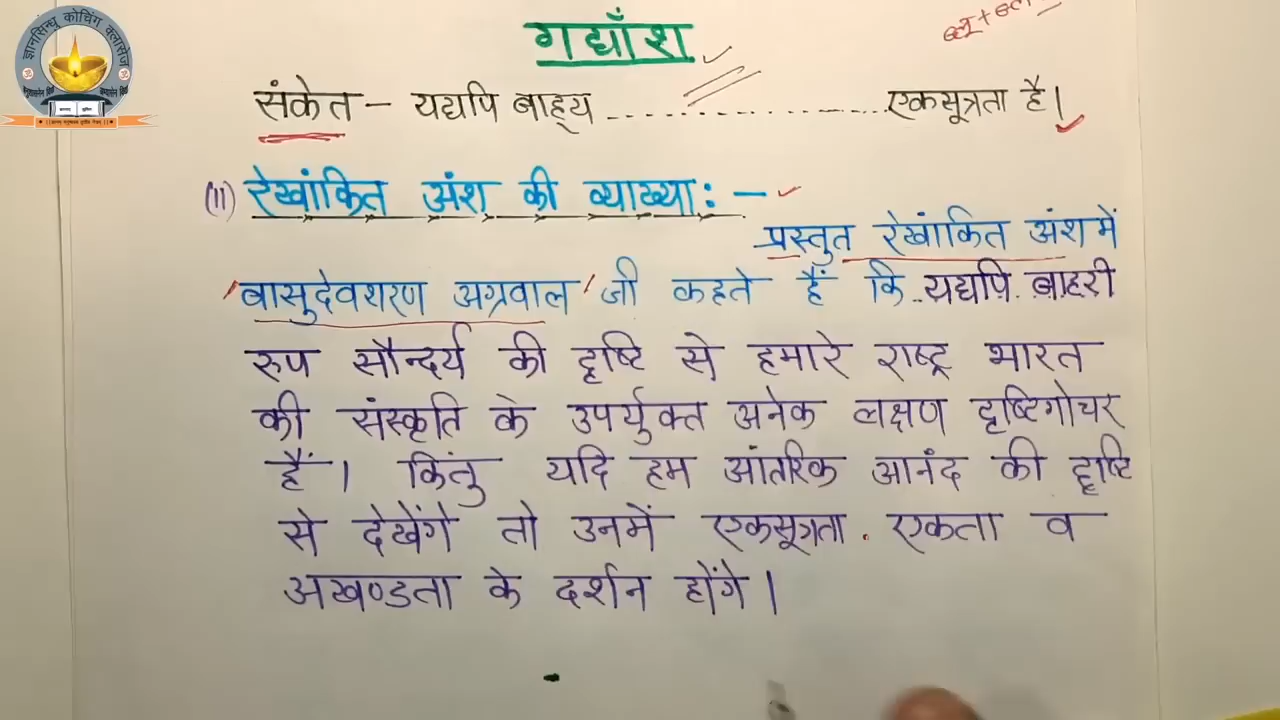 ज्ञानसिन्धु कोचिंग क्लासेज
गद्याँश
संकेत – यद्यपि बाह्य .................. एकसूत्रता है।
(ii) रेखांकित अंश की व्याख्या: –
प्रस्तुत रेखांकित अंश में
वासुदेवशरण अग्रवाल जी कहते हैं कि यद्यपि बाहरी
रुप सौन्दर्य की दृष्टि से हमारे राष्ट्र भारत
की संस्कृति के उपर्युक्त अनेक लक्षण दृष्टिगोचर
हैं। किंतु यदि हम आंतरिक आनंद की दृष्टि
से देखेंगे तो उनमें एकसूत्रता . एकता व
अखण्डता के दर्शन होंगे।